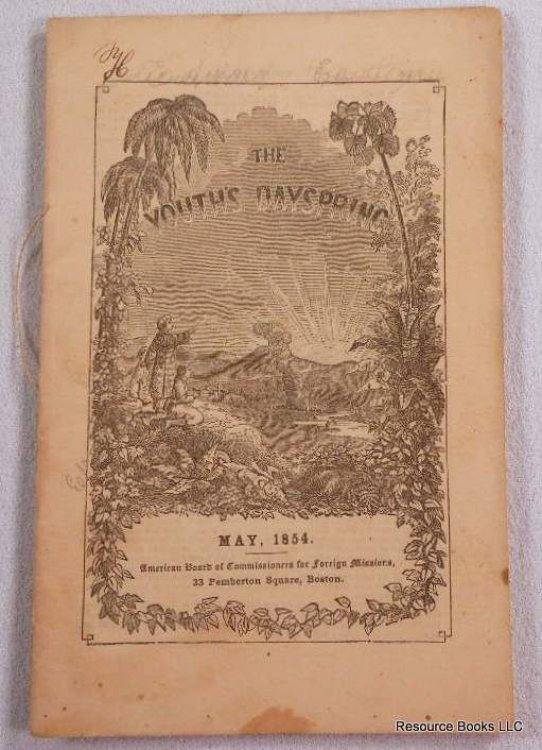 H
THE
YOUTH'S DAYSPRING
MAY, 1854.
American Board of Commissioners for Foreign Missions,
33 Pemberton Square, Boston.
Resource Books LLC